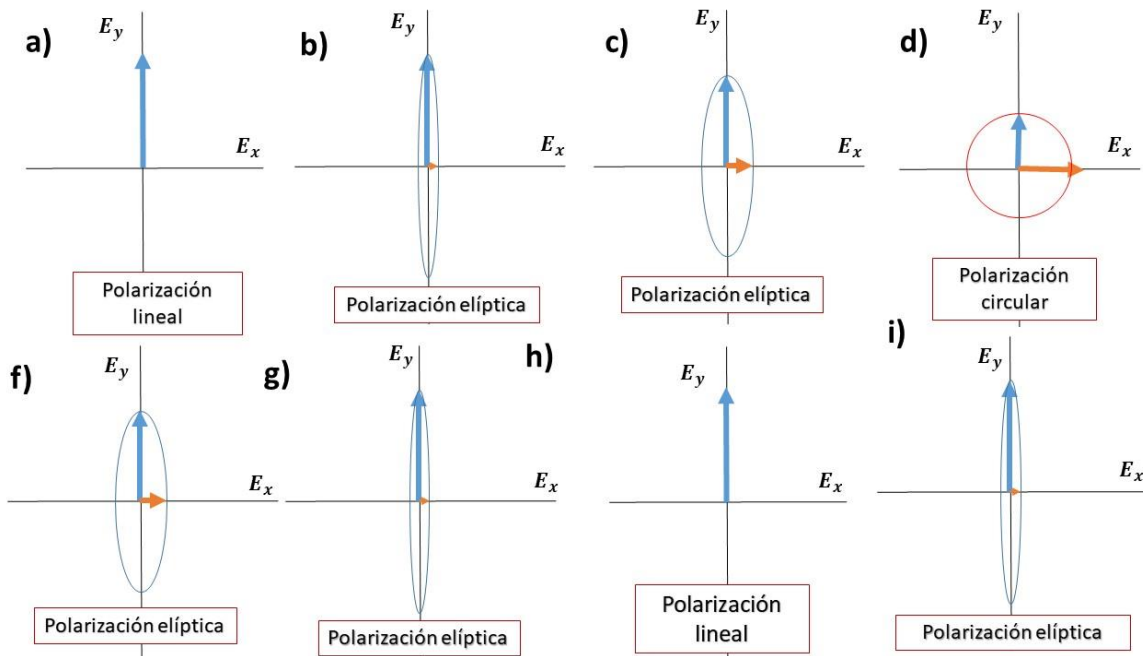 a)
E_y
E_x
Polarización
lineal
b)
E_y
E_x
Polarización elíptica
c)
E_y
E_x
Polarización elíptica
d)
E_y
E_x
Polarización
circular
f)
E_y
E_x
Polarización elíptica
g)
E_y
E_x
Polarización elíptica
h)
E_y
E_x
Polarización
lineal
i)
E_y
E_x
Polarización elíptica